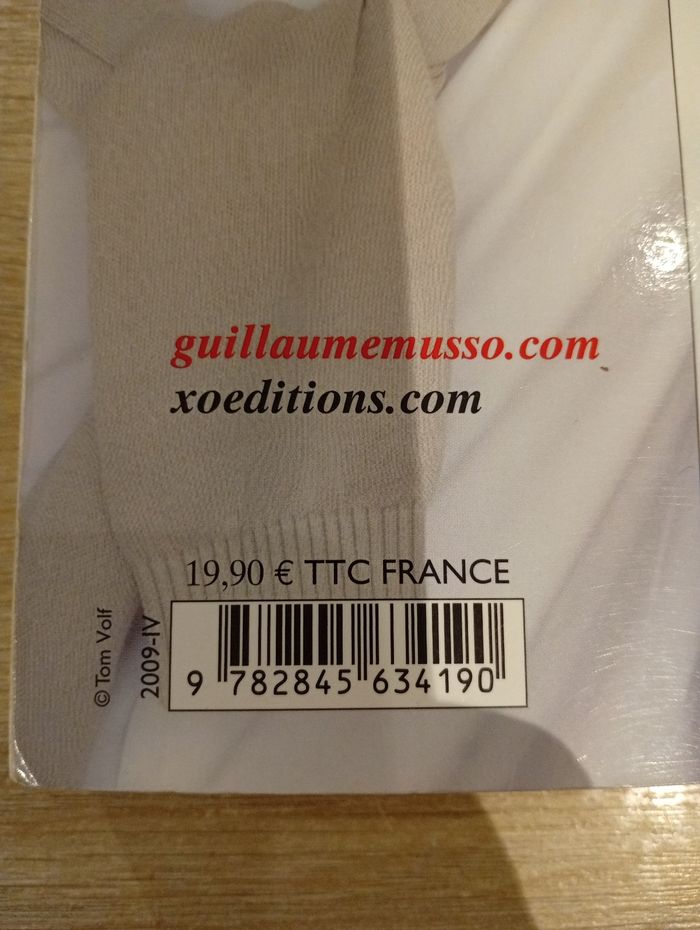 guillaumemusso.com
xoeditions.com
19,90 € TTC FRANCE
© Tom Volf
2009-IV
9 782845 634190